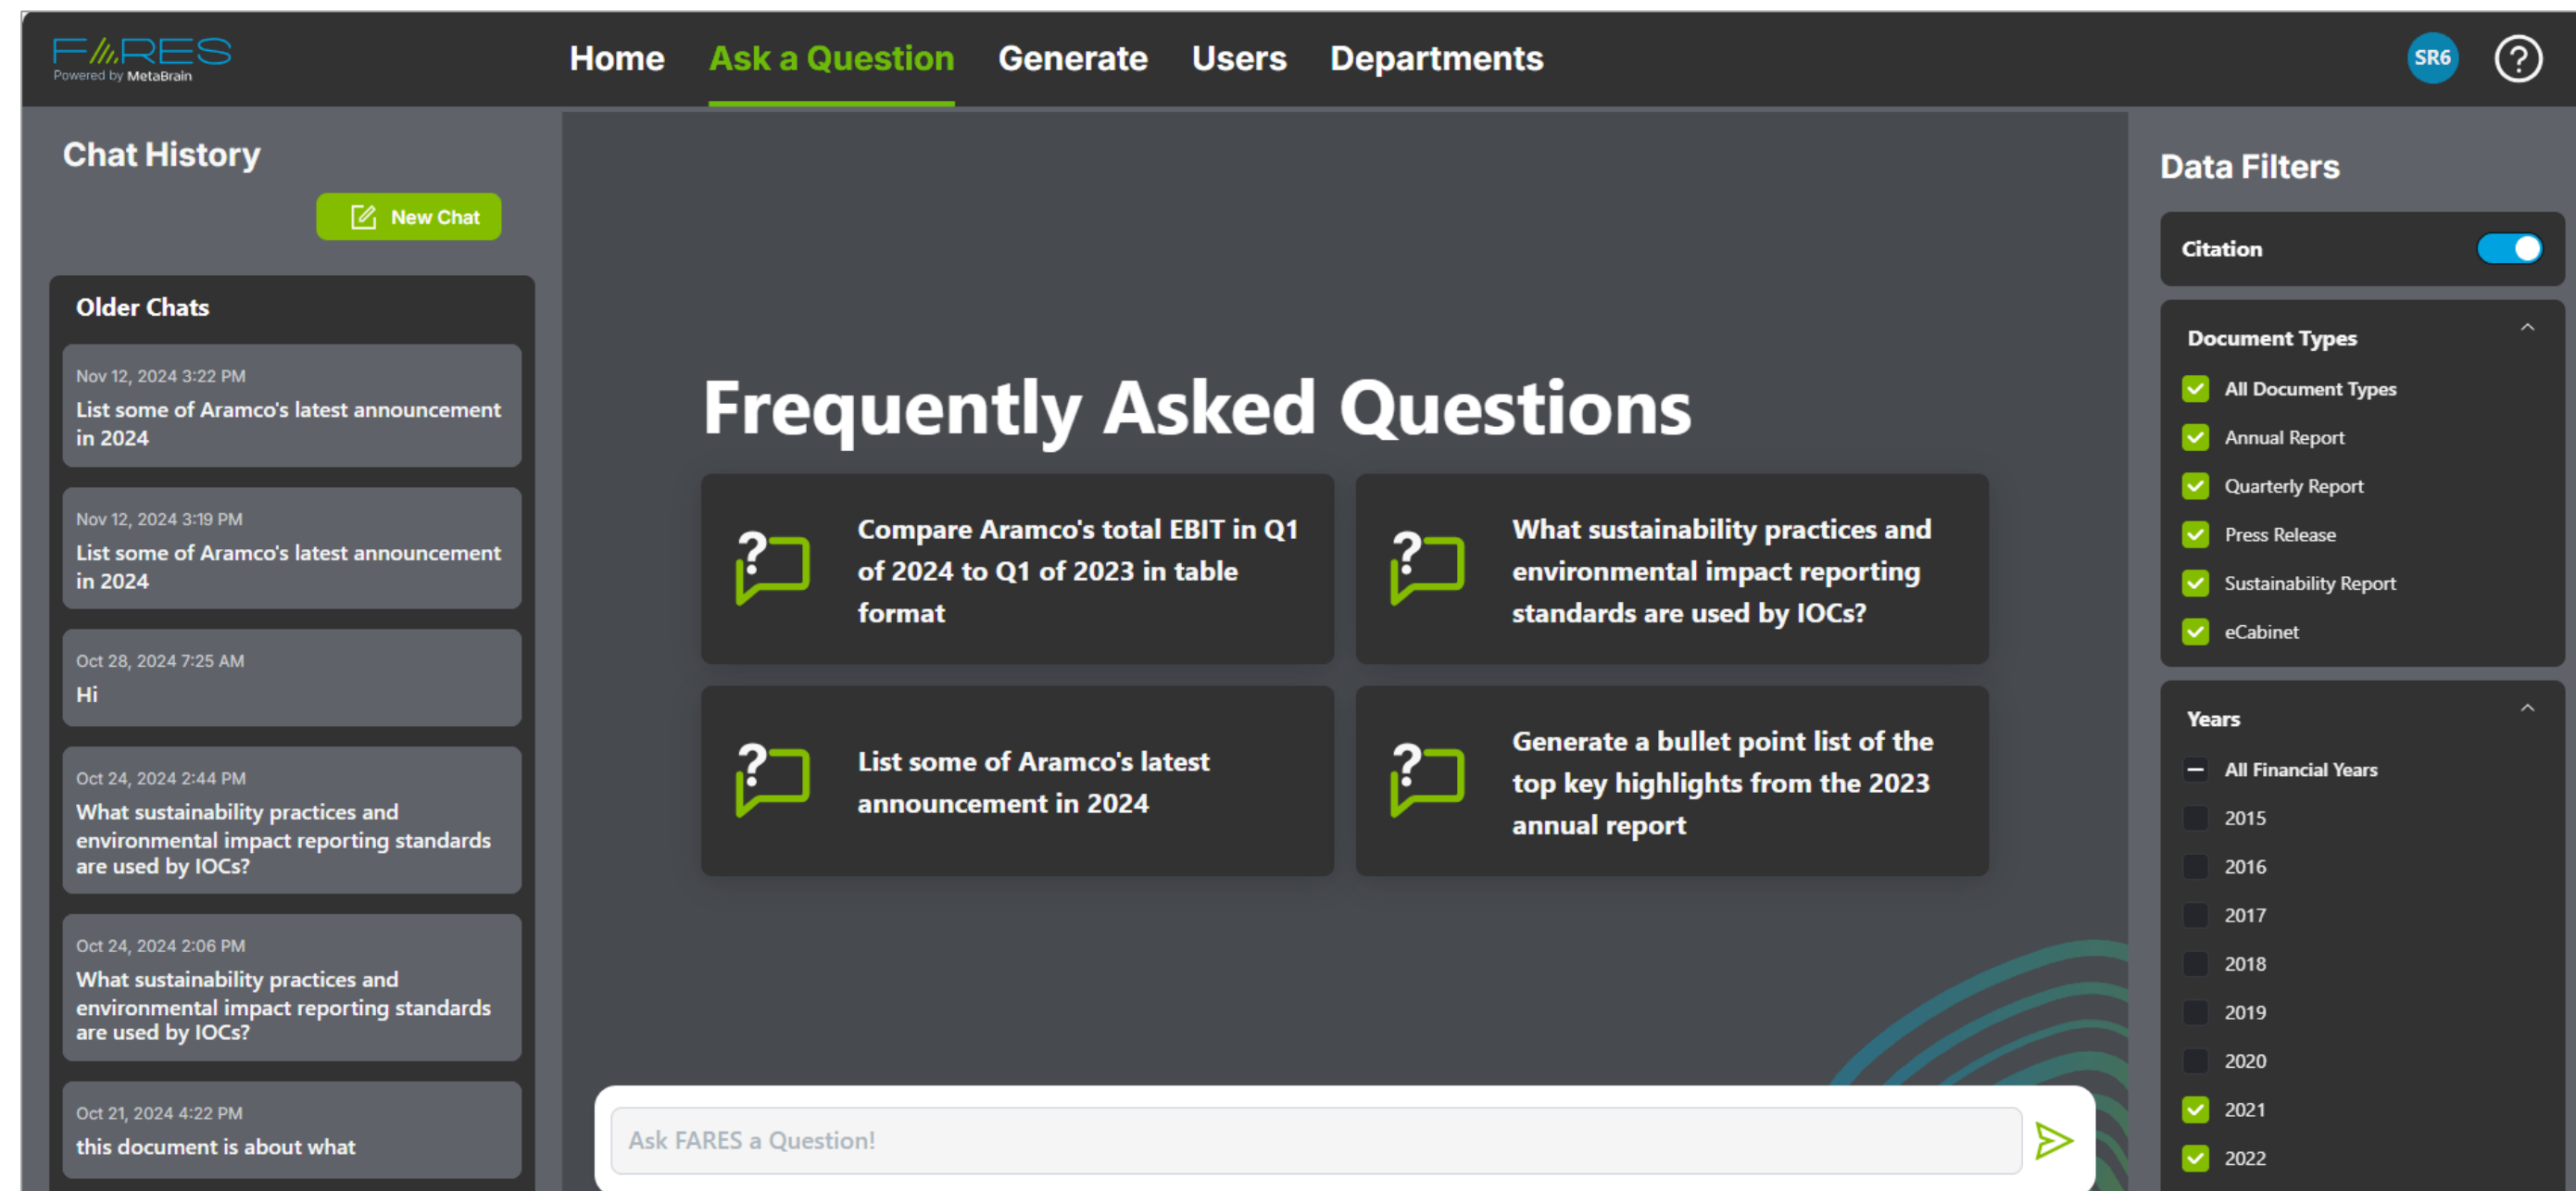 FARES
Powered by MetaBrain
Home Ask a Question Generate Users Departments
SR6
?
Chat History
New Chat
Older Chats
Nov 12, 2024 3:22 PM
List some of Aramco's latest announcement
in 2024
Nov 12, 2024 3:19 PM
List some of Aramco's latest announcement
in 2024
Oct 28, 2024 7:25 AM
Hi
Oct 24, 2024 2:44 PM
What sustainability practices and
environmental impact reporting standards
are used by IOCs?
Oct 24, 2024 2:06 PM
What sustainability practices and
environmental impact reporting standards
are used by IOCs?
Oct 21, 2024 4:22 PM
this document is about what
Frequently Asked Questions
?
Compare Aramco's total EBIT in Q1
of 2024 to Q1 of 2023 in table
format
?
What sustainability practices and
environmental impact reporting
standards are used by IOCs?
?
List some of Aramco's latest
announcement in 2024
?
Generate a bullet point list of the
top key highlights from the 2023
annual report
Ask FARES a Question!
Data Filters
Citation
Document Types
All Document Types
Annual Report
Quarterly Report
Press Release
Sustainability Report
eCabinet
Years
All Financial Years
2015
2016
2017
2018
2019
2020
2021
2022